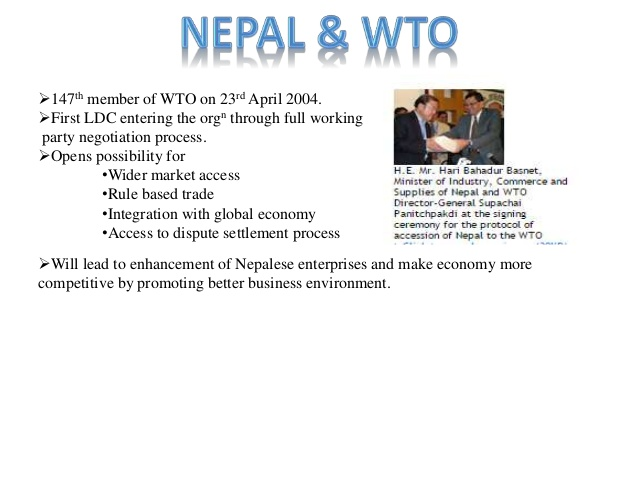 NEPAL & WTO
➢147th member of WTO on 23rd April 2004.
➢First LDC entering the orgn through full working
party negotiation process.
➢Opens possibility for
•Wider market access
•Rule based trade
•Integration with global economy
•Access to dispute settlement process
H.E. Mr. Hari Bahadur Basnet,
Minister of Industry, Commerce and
Supplies of Nepal and WTO
Director-General Supachai
Panitchpakdi at the signing
ceremony for the protocol of
accession of Nepal to the WTO
➢Will lead to enhancement of Nepalese enterprises and make economy more
competitive by promoting better business environment.